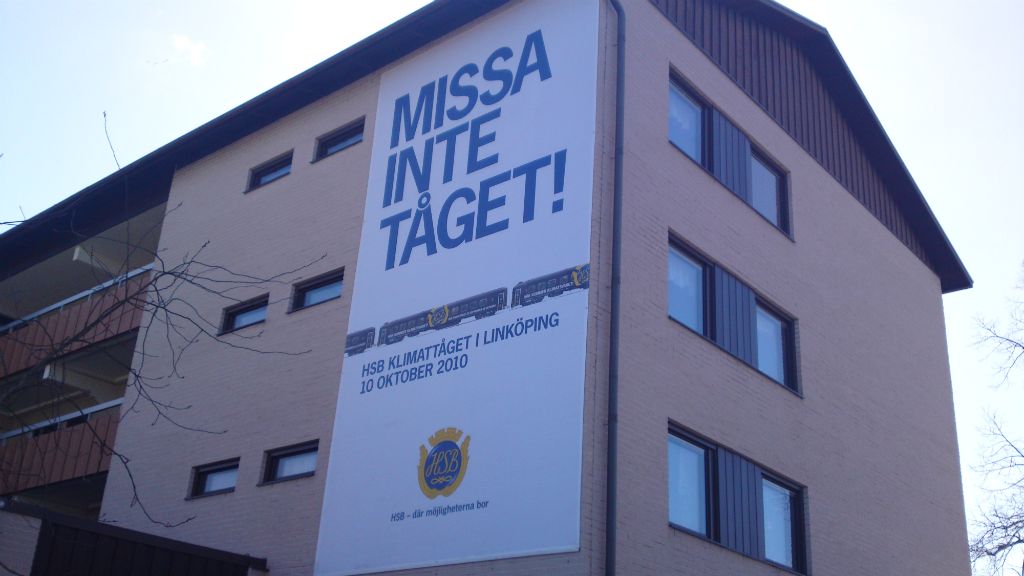 MISSA
INTE
TÅGET!
HSB KLIMATTÅGET I LINKÖPING
10 OKTOBER 2010
HSB
HSB – där möjligheterna bor